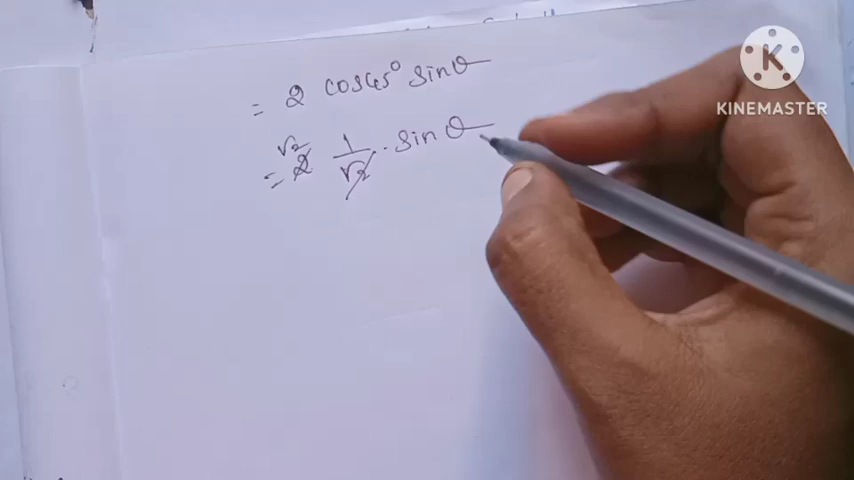 = 2 cos45° sinθ
= √2 2 1/√2 . sinθ
KINEMASTER